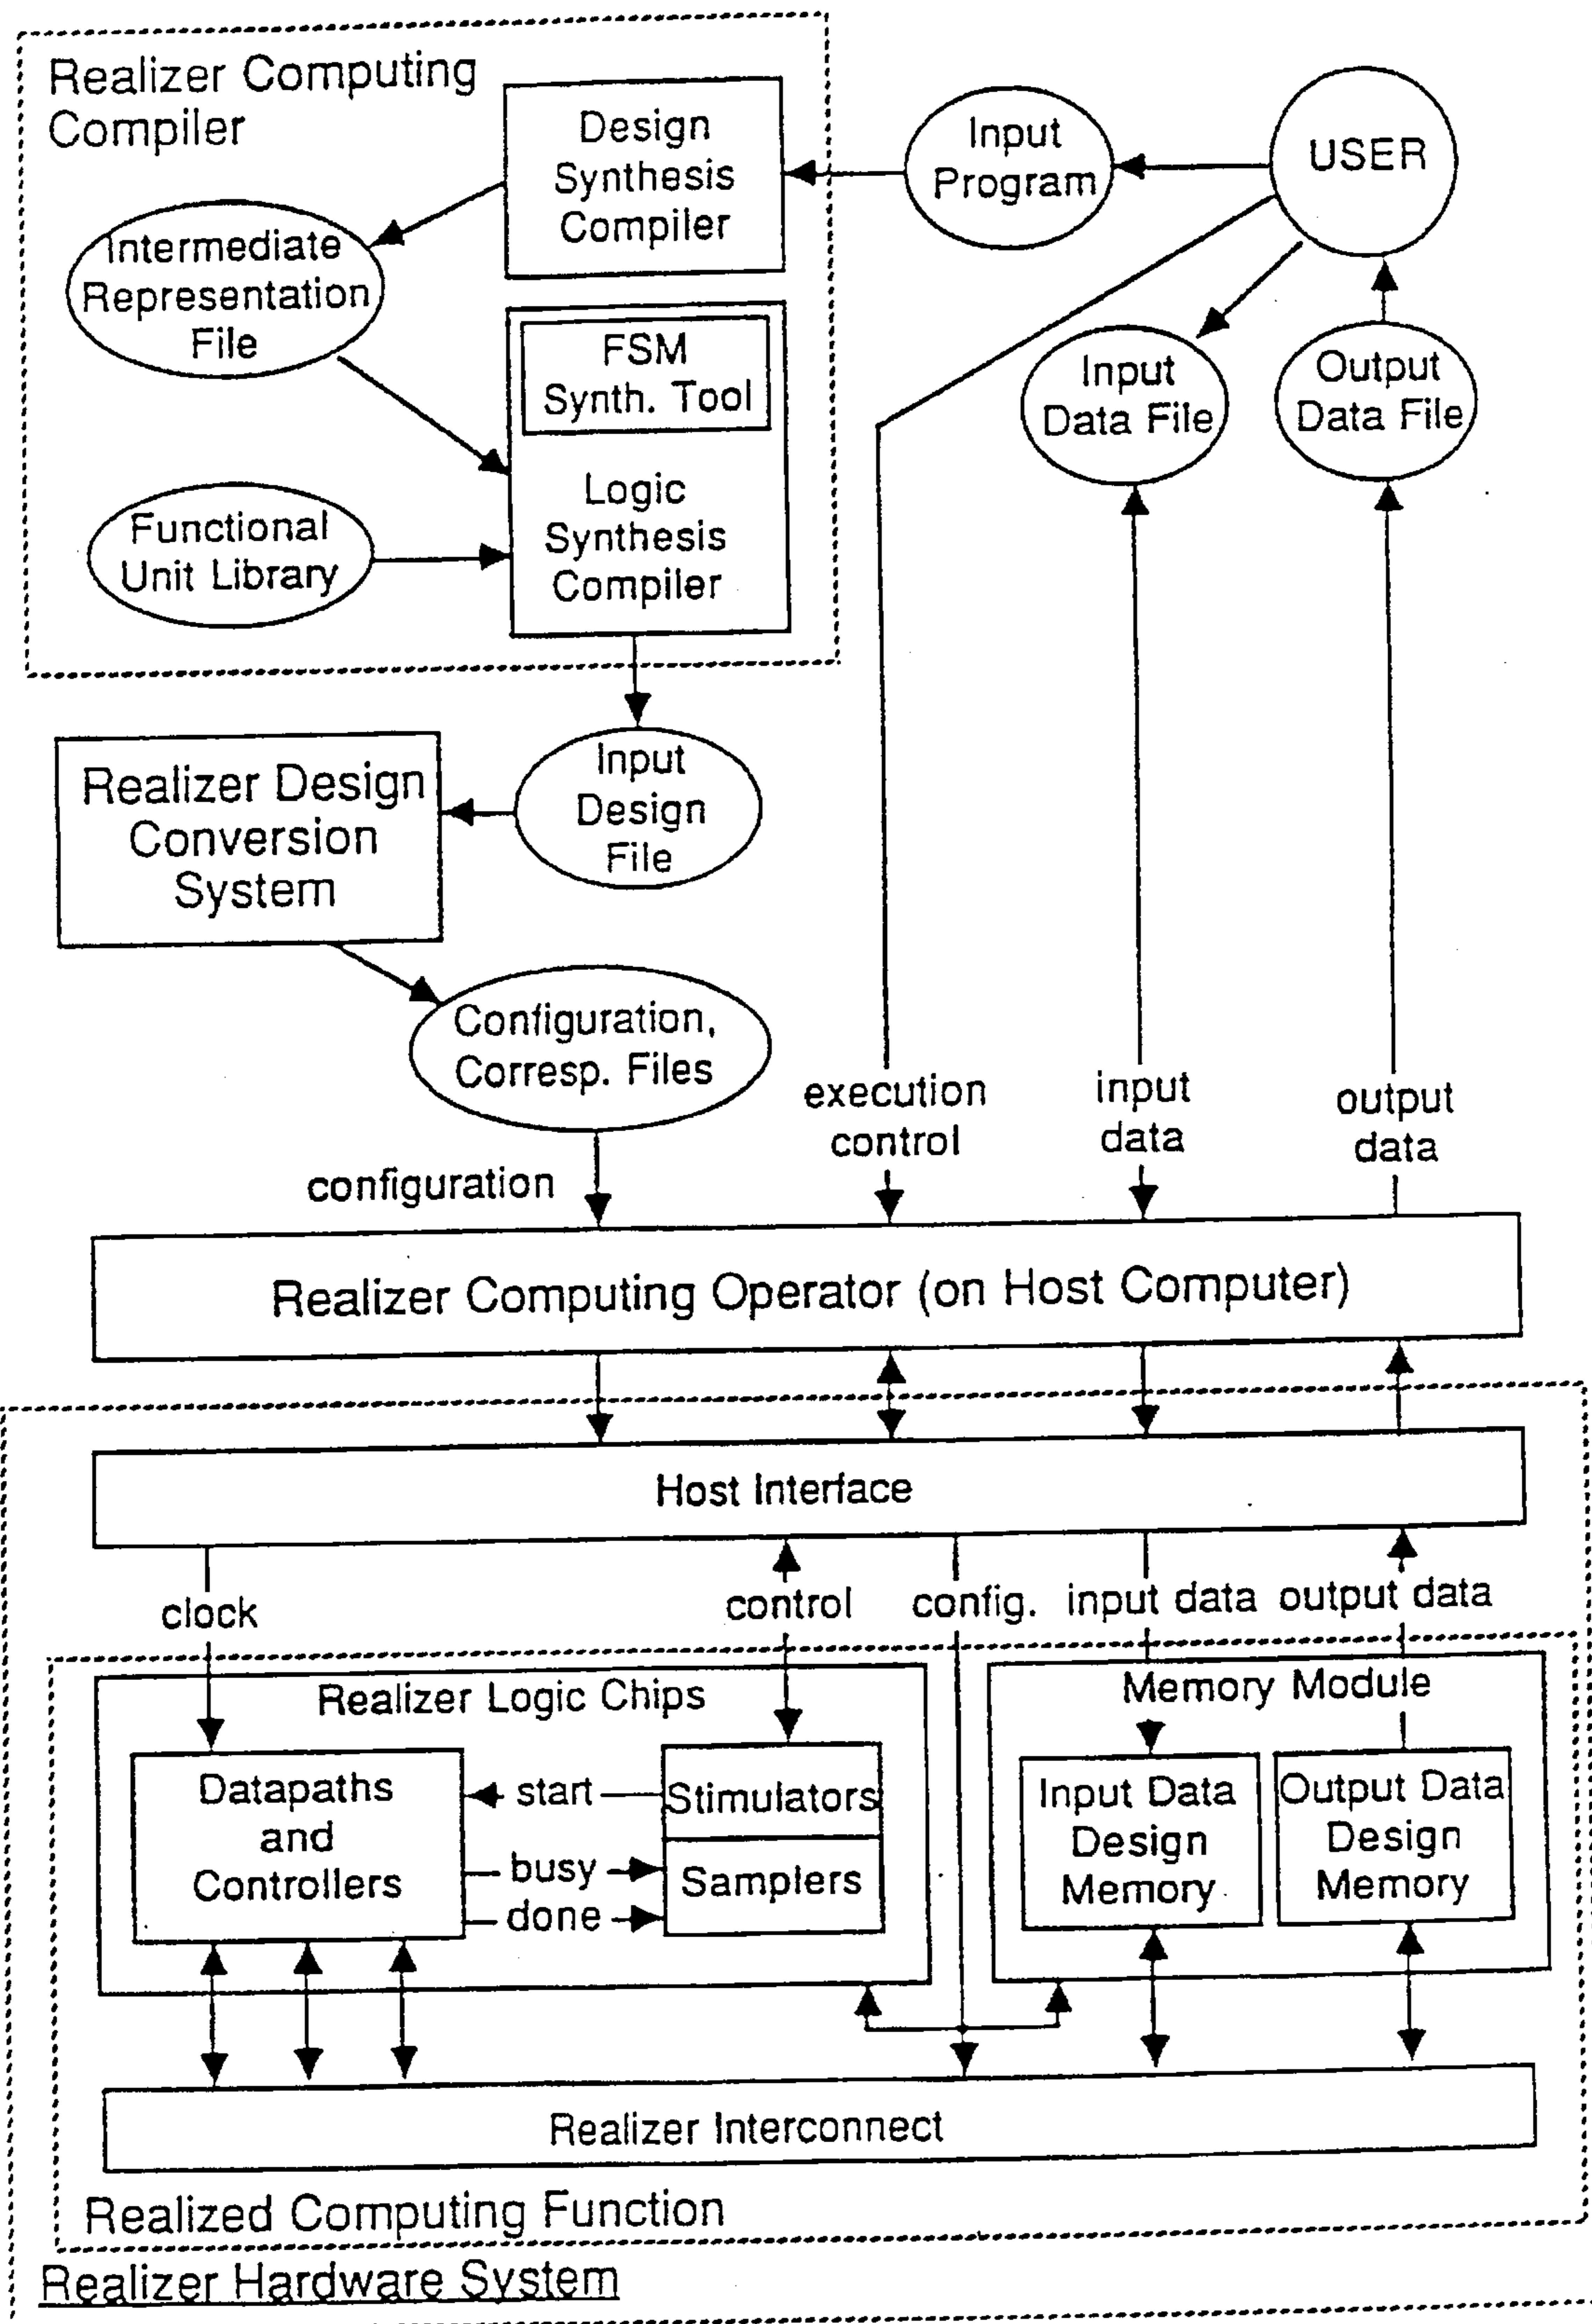 Realizer Computing
Compiler
Design
Synthesis
Compiler
Input
Program
USER
Intermediate
Representation
File
FSM
Synth. Tool
Logic
Synthesis
Compiler
Input
Data File
Output
Data File
Functional
Unit Library
Realizer Design
Conversion
System
Input
Design
File
Configuration,
Corresp. Files
execution
control
input
data
output
data
configuration
Realizer Computing Operator (on Host Computer)
Host Interface
clock
control
config.
input data
output data
Realizer Logic Chips
Memory Module
Datapaths
and
Controllers
start
busy
done
Stimulators
Samplers
Input Data
Design
Memory
Output Data
Design
Memory
Realizer Interconnect
Realized Computing Function
Realizer Hardware System